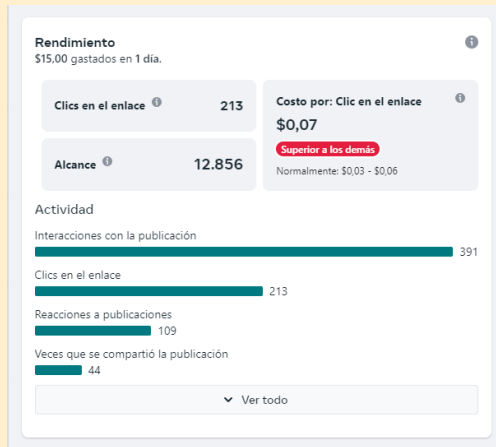 Rendimiento
$15,00 gastados en 1 día.
Clics en el enlace 213
Alcance 12.856
Costo por: Clic en el enlace
$0,07
Superior a los demás
Normalmente: $0,03 - $0,06
Actividad
Interacciones con la publicación
391
Clics en el enlace
213
Reacciones a publicaciones
109
Veces que se compartió la publicación
44
Ver todo